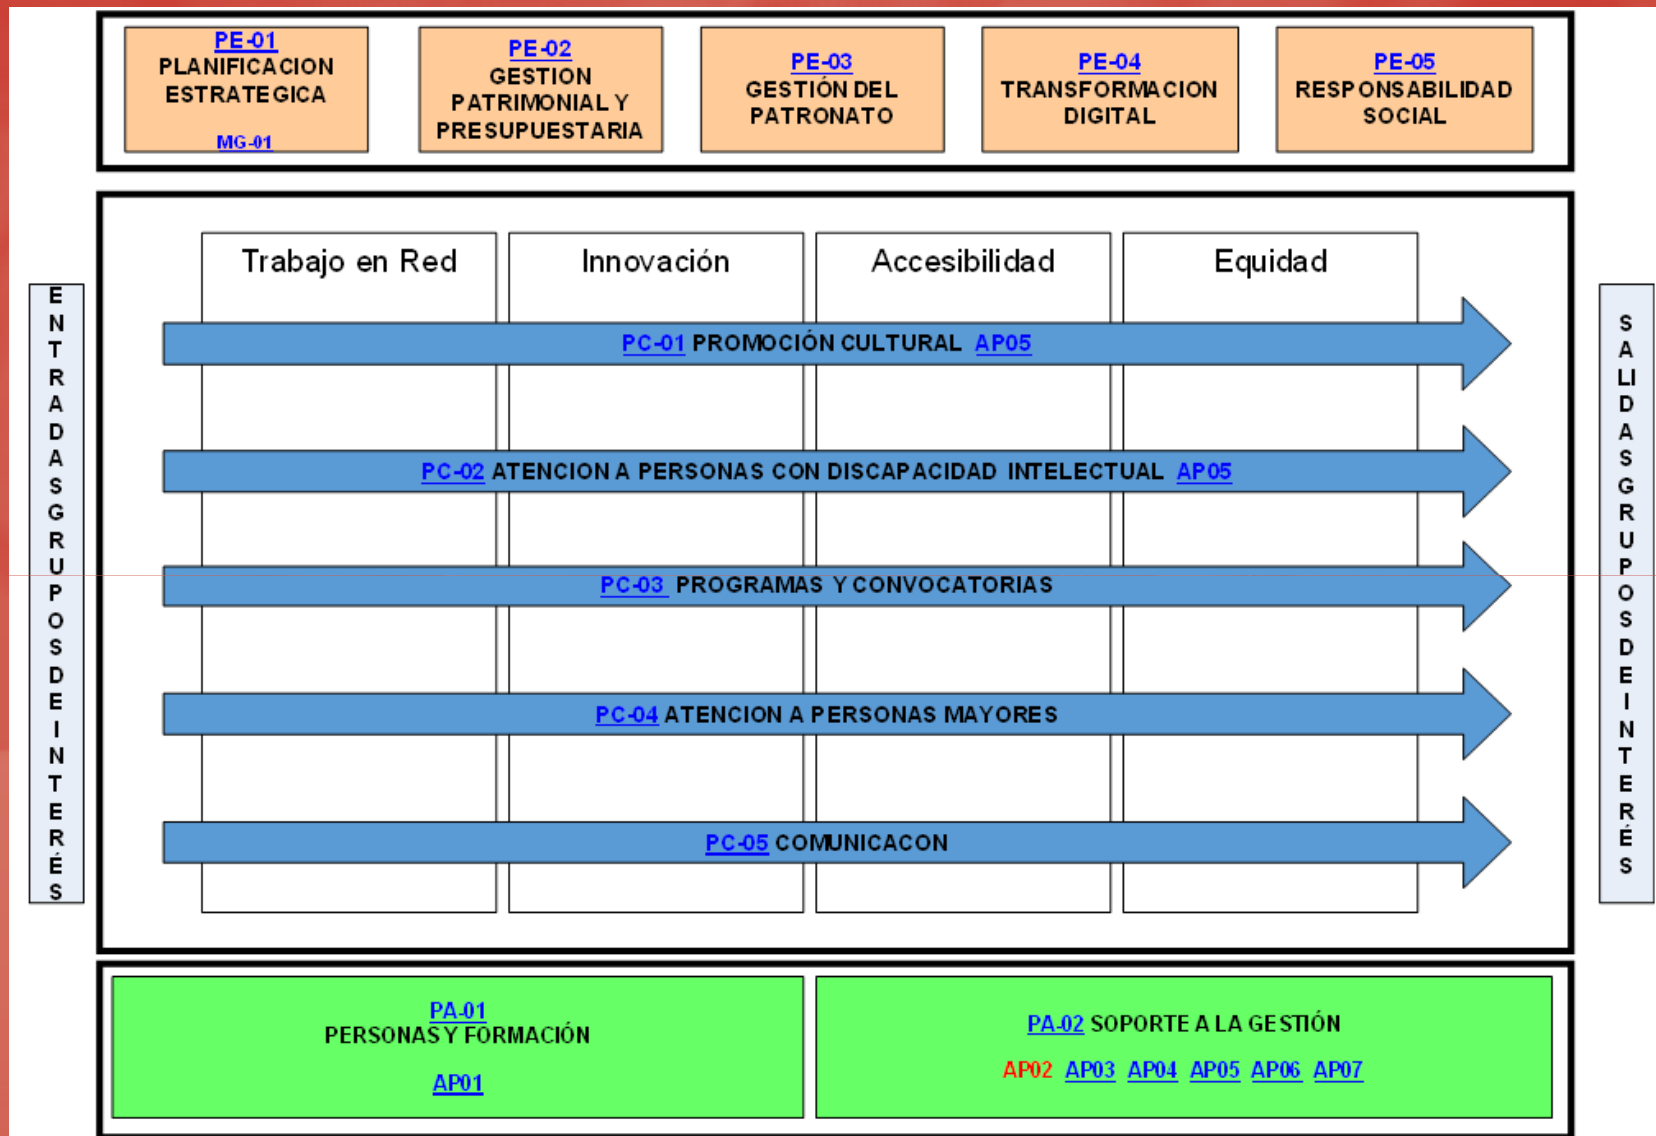 PE-01
PLANIFICACION
ESTRATEGICA
MG-01
PE-02
GESTION
PATRIMONIAL Y
PRESUPUESTARIA
PE-03
GESTIÓN DEL
PATRONATO
PE-04
TRANSFORMACION
DIGITAL
PE-05
RESPONSABILIDAD
SOCIAL
ENTRADAS GRUPOS DE INTERÉS
Trabajo en Red
Innovación
Accesibilidad
Equidad
PC-01 PROMOCIÓN CULTURAL AP05
PC-02 ATENCION A PERSONAS CON DISCAPACIDAD INTELECTUAL AP05
PC-03 PROGRAMAS Y CONVOCATORIAS
PC-04 ATENCION A PERSONAS MAYORES
PC-05 COMUNICACON
SALIDAS GRUPOS DE INTERÉS
PA-01
PERSONAS Y FORMACIÓN
AP01
PA-02 SOPORTE A LA GESTIÓN
AP02 AP03 AP04 AP05 AP06 AP07